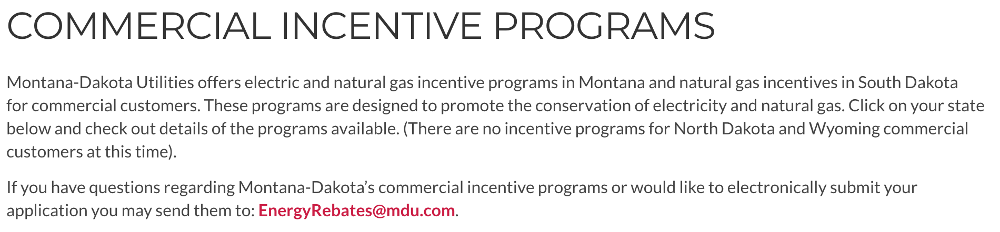 COMMERCIAL INCENTIVE PROGRAMS
Montana-Dakota Utilities offers electric and natural gas incentive programs in Montana and natural gas incentives in South Dakota
for commercial customers. These programs are designed to promote the conservation of electricity and natural gas. Click on your state
below and check out details of the programs available. (There are no incentive programs for North Dakota and Wyoming commercial
customers at this time).
If you have questions regarding Montana-Dakota’s commercial incentive programs or would like to electronically submit your
application you may send them to: EnergyRebates@mdu.com.